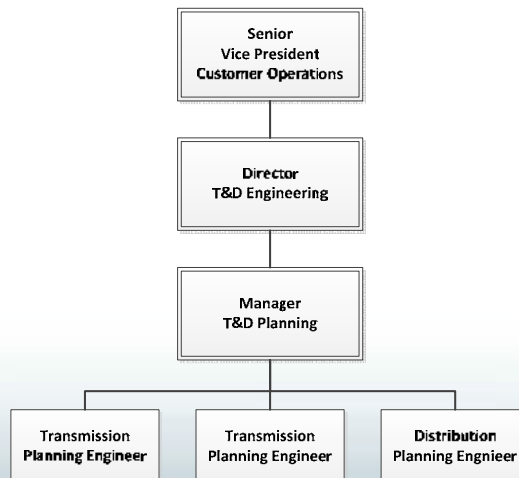 Senior
Vice President
Customer Operations
Director
T&D Engineering
Manager
T&D Planning
Transmission
Planning Engineer
Transmission
Planning Engineer
Distribution
Planning Engnieer